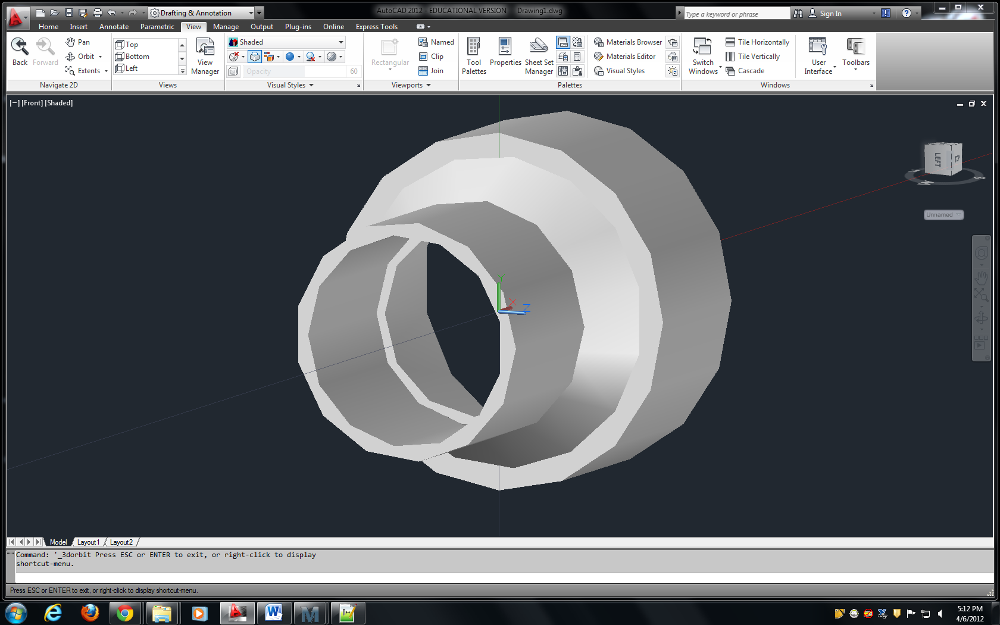 Drafting & Annotation
AutoCAD 2012 - EDUCATIONAL VERSION Drawing1.dwg
Type a keyword or phrase
Sign In
Home Insert Annotate Parametric View Manage Output Plug-ins Online Express Tools
Back
Forward
Pan
Orbit
Extents
Navigate 2D
Top
Bottom
Left
View
Manager
Views
Shaded
Opacity 60
Visual Styles
Rectangular
Named
Clip
Join
Viewports
Tool
Palettes
Properties
Sheet Set
Manager
Materials Browser
Materials Editor
Visual Styles
Palettes
Switch
Windows
Tile Horizontally
Tile Vertically
Cascade
User
Interface
Toolbars
Windows
[−] [Front] [Shaded]
LEFT
S
Unnamed
Y
X
Z
Model Layout1 Layout2
Command: '_3dorbit Press ESC or ENTER to exit, or right-click to display
shortcut-menu.
Press ESC or ENTER to exit, or right-click to display shortcut-menu.
5:12 PM
4/6/2012